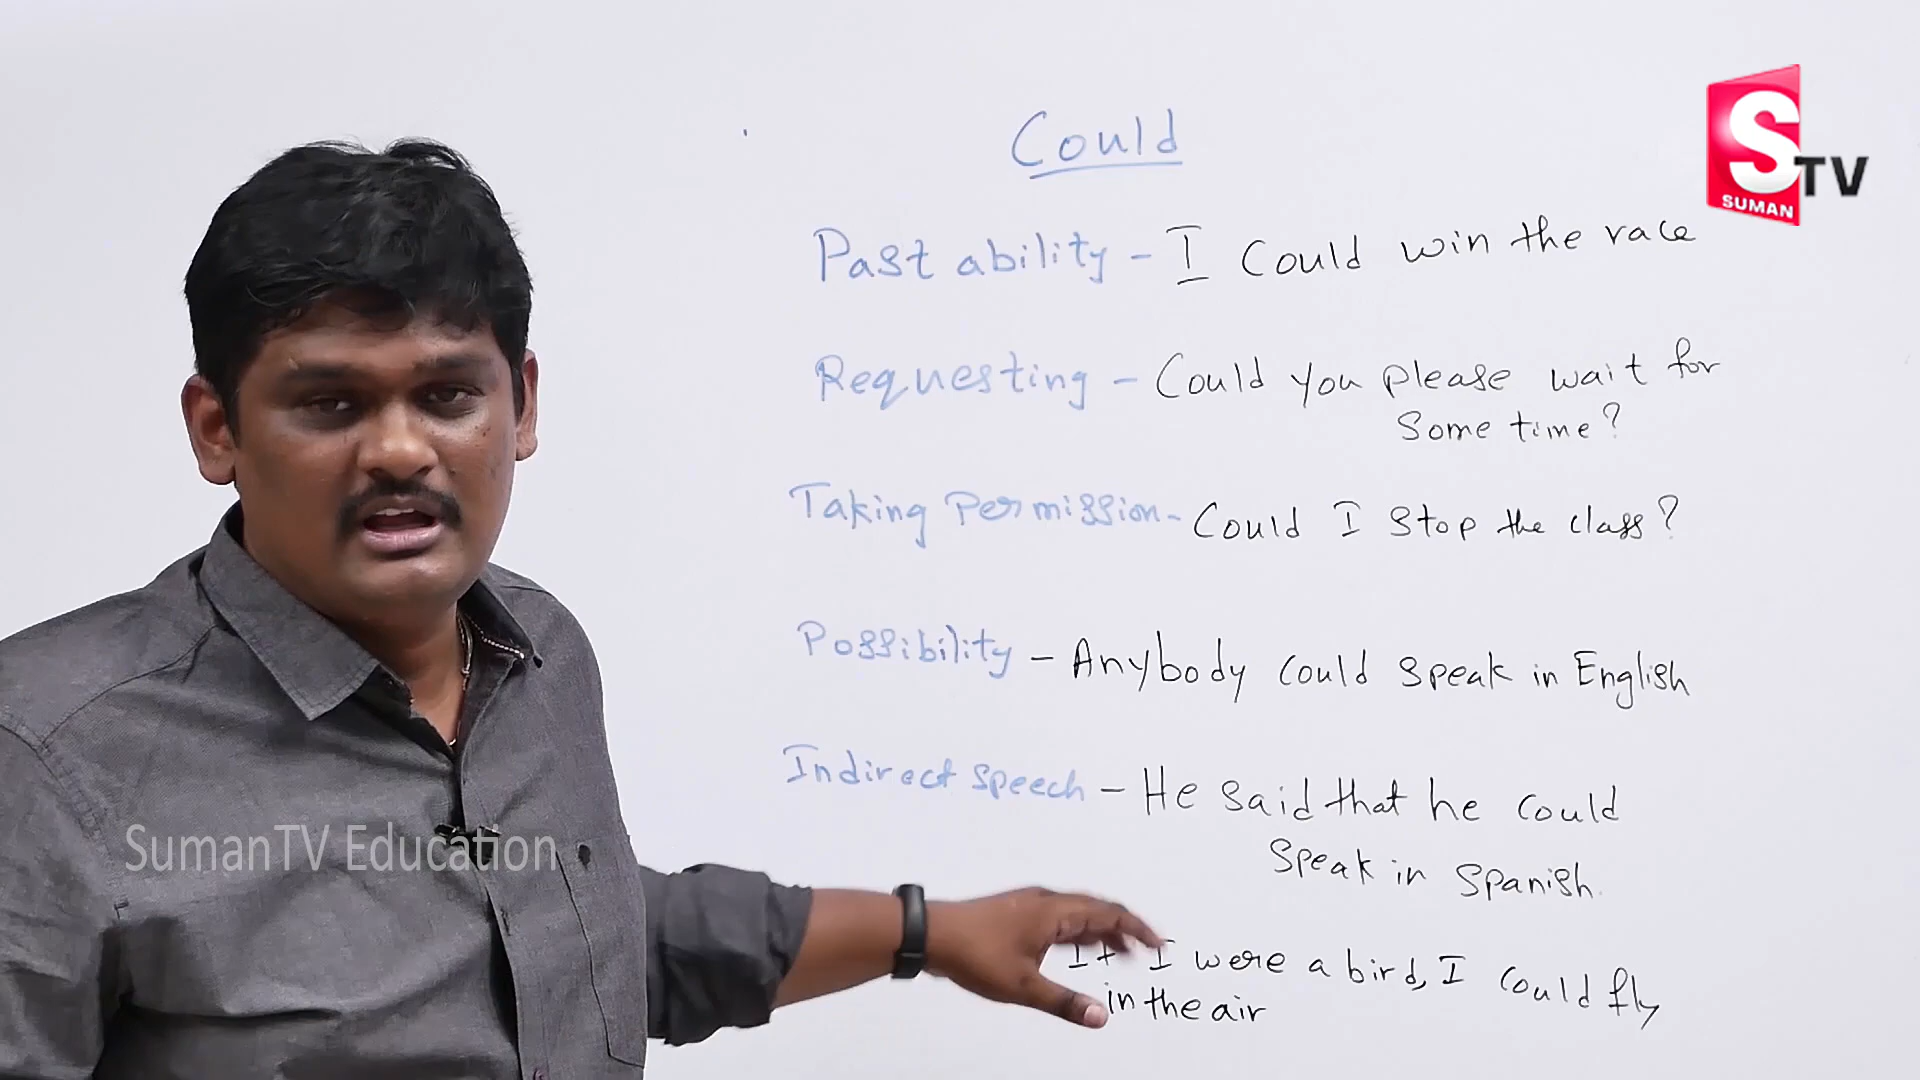 Could
S TV
SUMAN
Past ability - I Could win the race
Requesting - Could you please wait for
Some time?
Taking Permission - Could I stop the class?
Possibility - Anybody could speak in English
Indirect speech - He said that he could
speak in Spanish.
SumanTV Education
If I were a bird, I could fly
in the air